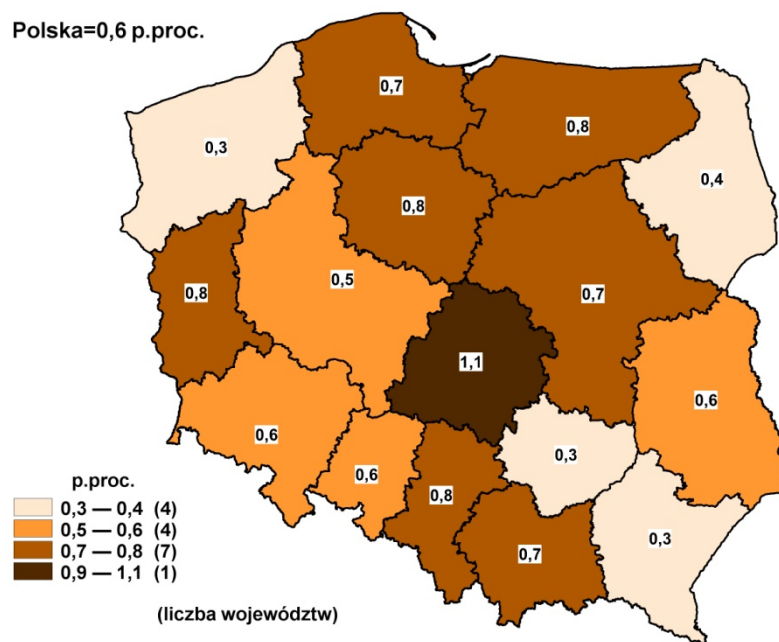 Polska=0,6 p.proc.
0,7
0,8
0,3
0,4
0,8
0,5
0,8
0,7
1,1
0,6
0,6
0,3
0,6
0,8
0,7
0,3
p.proc.
0,3 — 0,4 (4)
0,5 — 0,6 (4)
0,7 — 0,8 (7)
0,9 — 1,1 (1)
(liczba województw)